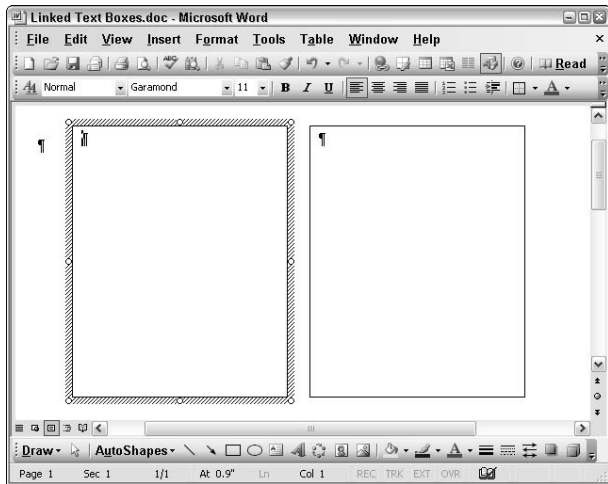 Linked Text Boxes.doc - Microsoft Word
File Edit View Insert Format Tools Table Window Help ×
Read
Normal Garamond 11 B I U A
¶ ¶ ¶
Draw AutoShapes A
Page 1 Sec 1 1/1 At 0.9" Ln Col 1 REC TRK EXT OVR